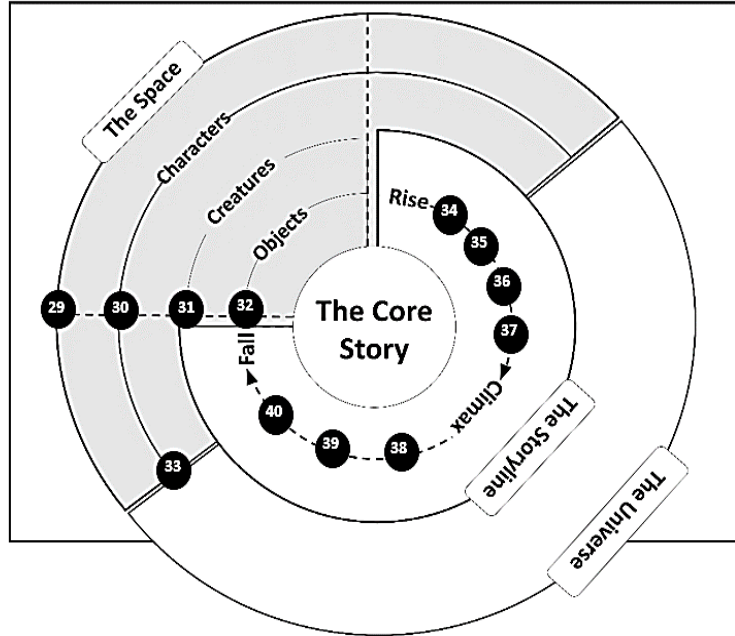 The Space
Characters
Creatures
Objects
Rise
34
35
36
37
29
30
31
32
The Core
Story
Fall
Climax
40
39
38
33
The Storyline
The Universe